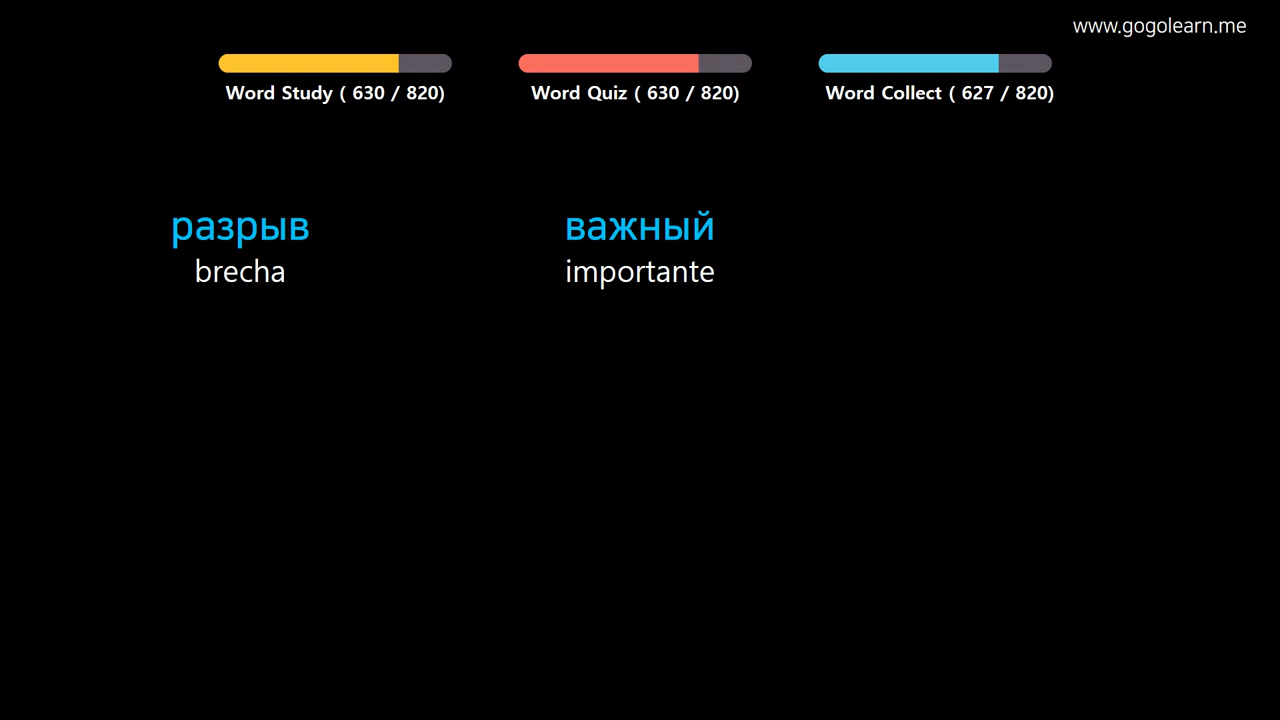 www.gogolearn.me
Word Study ( 630 / 820)
Word Quiz ( 630 / 820)
Word Collect ( 627 / 820)
разрыв
brecha
важный
importante